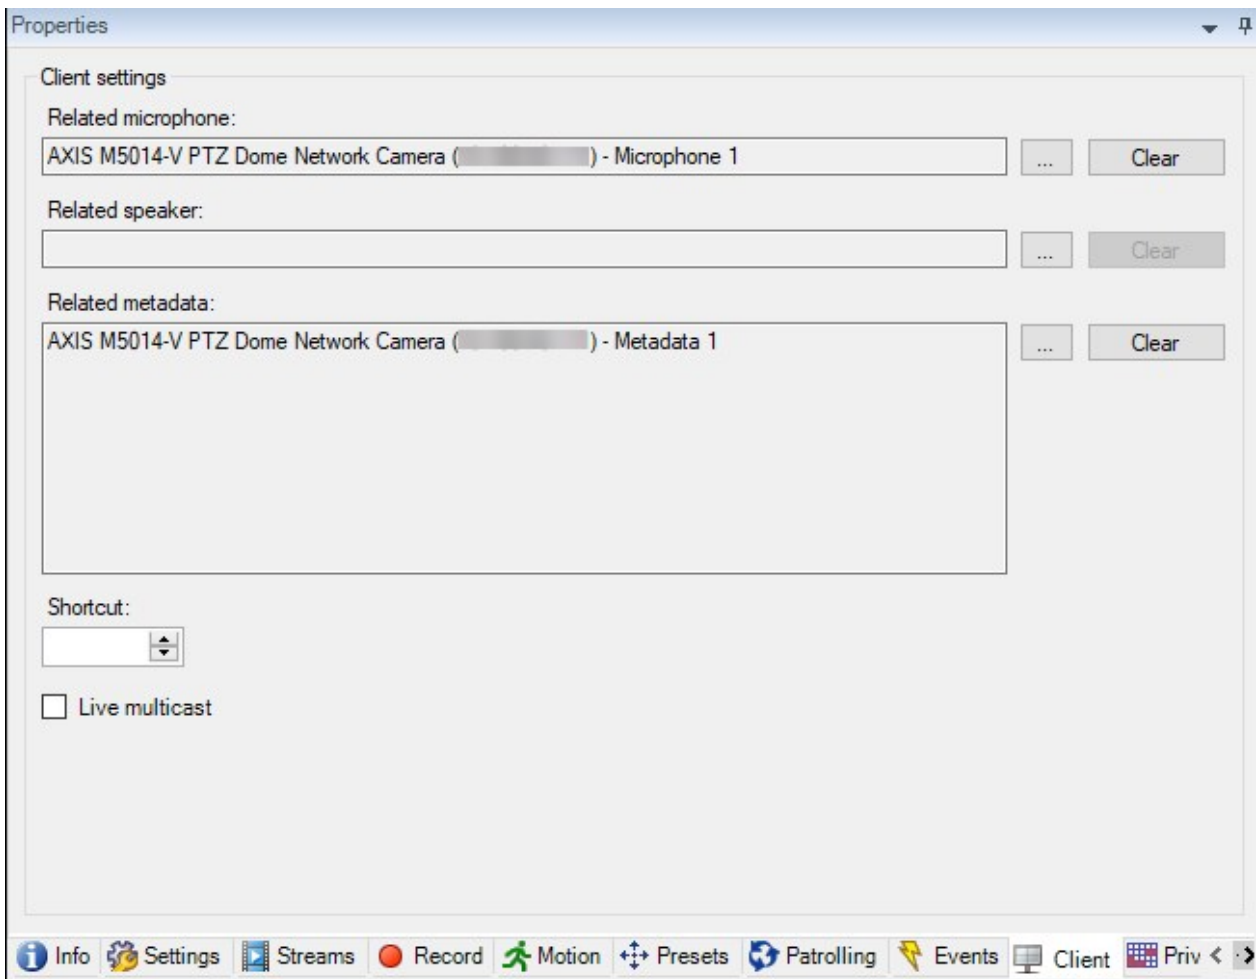 Properties
Client settings
Related microphone:
AXIS M5014-V PTZ Dome Network Camera ( ) - Microphone 1 ... Clear
Related speaker:
... Clear
Related metadata:
AXIS M5014-V PTZ Dome Network Camera ( ) - Metadata 1 ... Clear
Shortcut:
Live multicast
Info Settings Streams Record Motion Presets Patrolling Events Client Priv